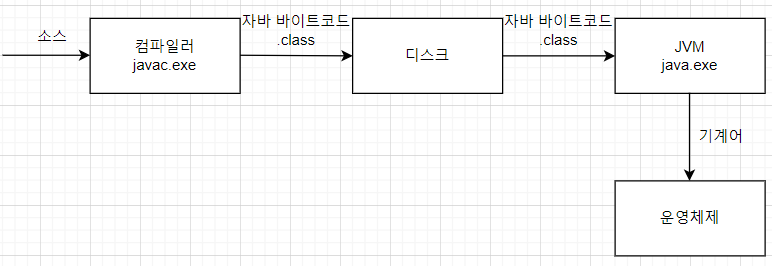 소스
컴파일러
javac.exe
자바 바이트코드
.class
디스크
자바 바이트코드
.class
JVM
java.exe
기계어
운영체제